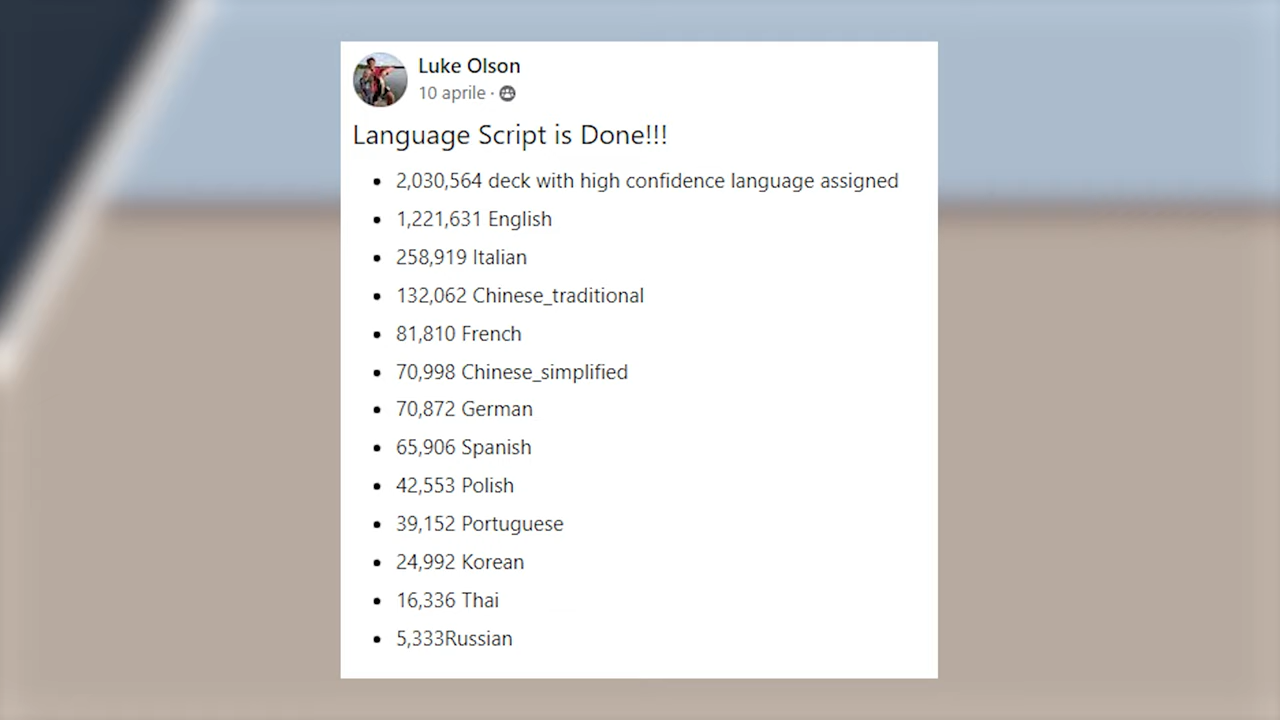 Luke Olson
10 aprile ·
Language Script is Done!!!
• 2,030,564 deck with high confidence language assigned
• 1,221,631 English
• 258,919 Italian
• 132,062 Chinese_traditional
• 81,810 French
• 70,998 Chinese_simplified
• 70,872 German
• 65,906 Spanish
• 42,553 Polish
• 39,152 Portuguese
• 24,992 Korean
• 16,336 Thai
• 5,333Russian